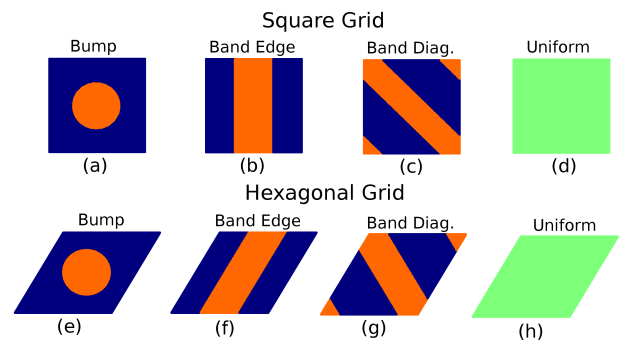 Square Grid
Bump Band Edge Band Diag. Uniform
(a) (b) (c) (d)
Hexagonal Grid
Bump Band Edge Band Diag. Uniform
(e) (f) (g) (h)